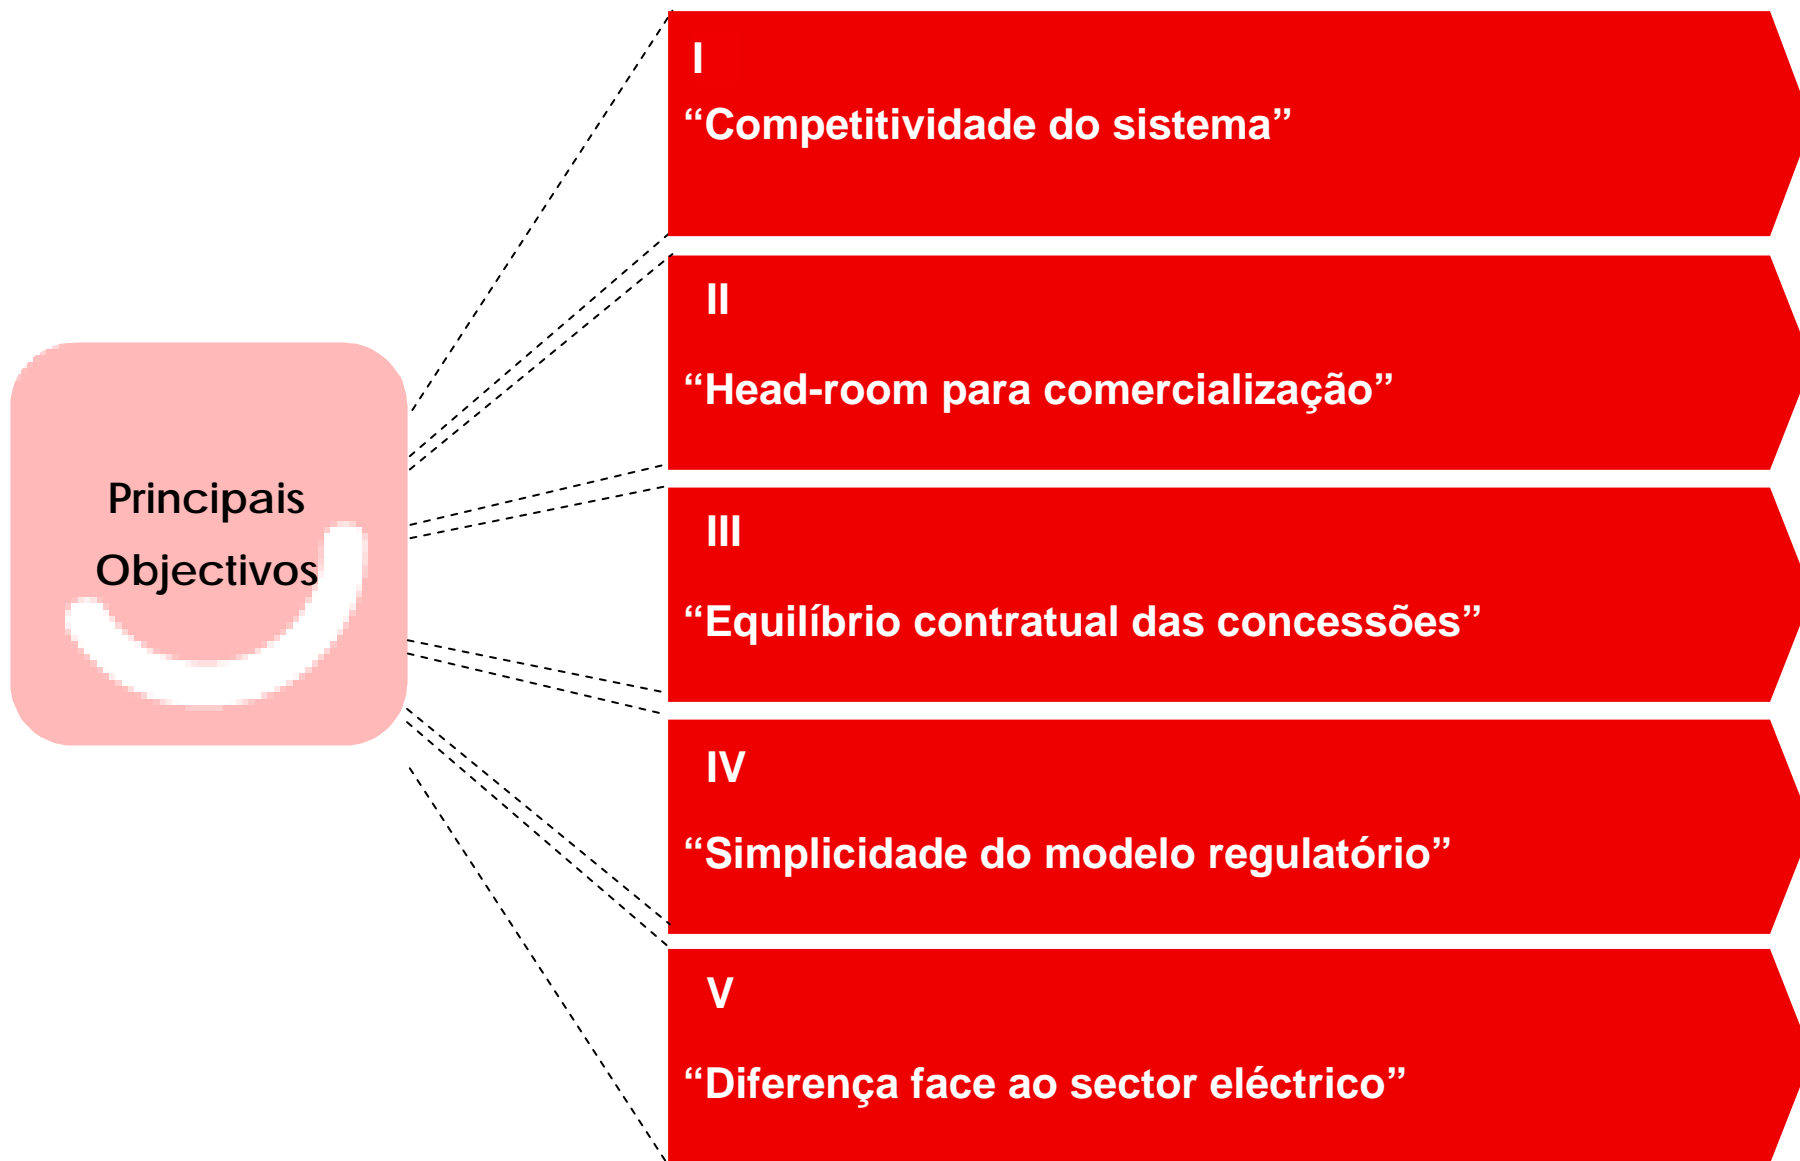 Principais
Objectivos
I
“Competitividade do sistema”
II
“Head-room para comercialização”
III
“Equilíbrio contratual das concessões”
IV
“Simplicidade do modelo regulatório”
V
“Diferença face ao sector eléctrico”